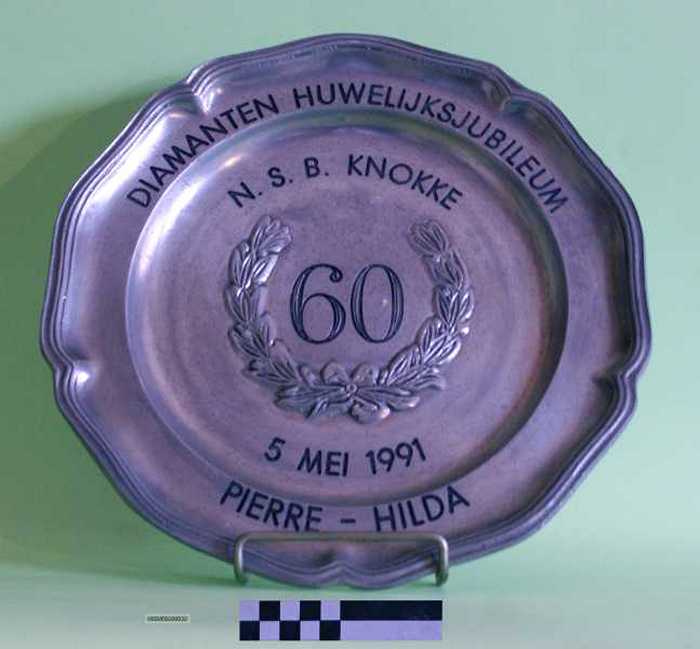 DIAMANTEN HUWELIJKSJUBILEUM
N. S. B. KNOKKE
60
5 MEI 1991
PIERRE - HILDA